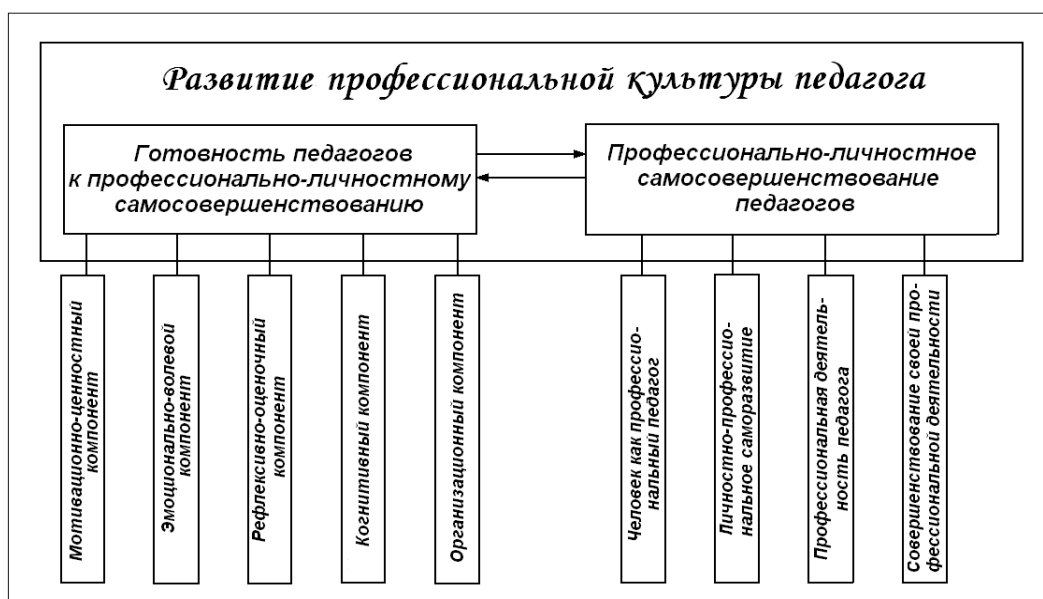 Развитие профессиональной культуры педагога
Готовность педагогов
к профессионально-личностному
самосовершенствованию
Профессионально-личностное
самосовершенствование
педагогов
Мотивационно-ценностный
компонент
Эмоционально-волевой
компонент
Рефлексивно-оценочный
компонент
Когнитивный компонент
Организационный компонент
Человек как профессио-
нальный педагог
Личностно-профессио-
нальное саморазвитие
Профессиональная деятель-
ность педагога
Совершенствование своей про-
фессиональной деятельности